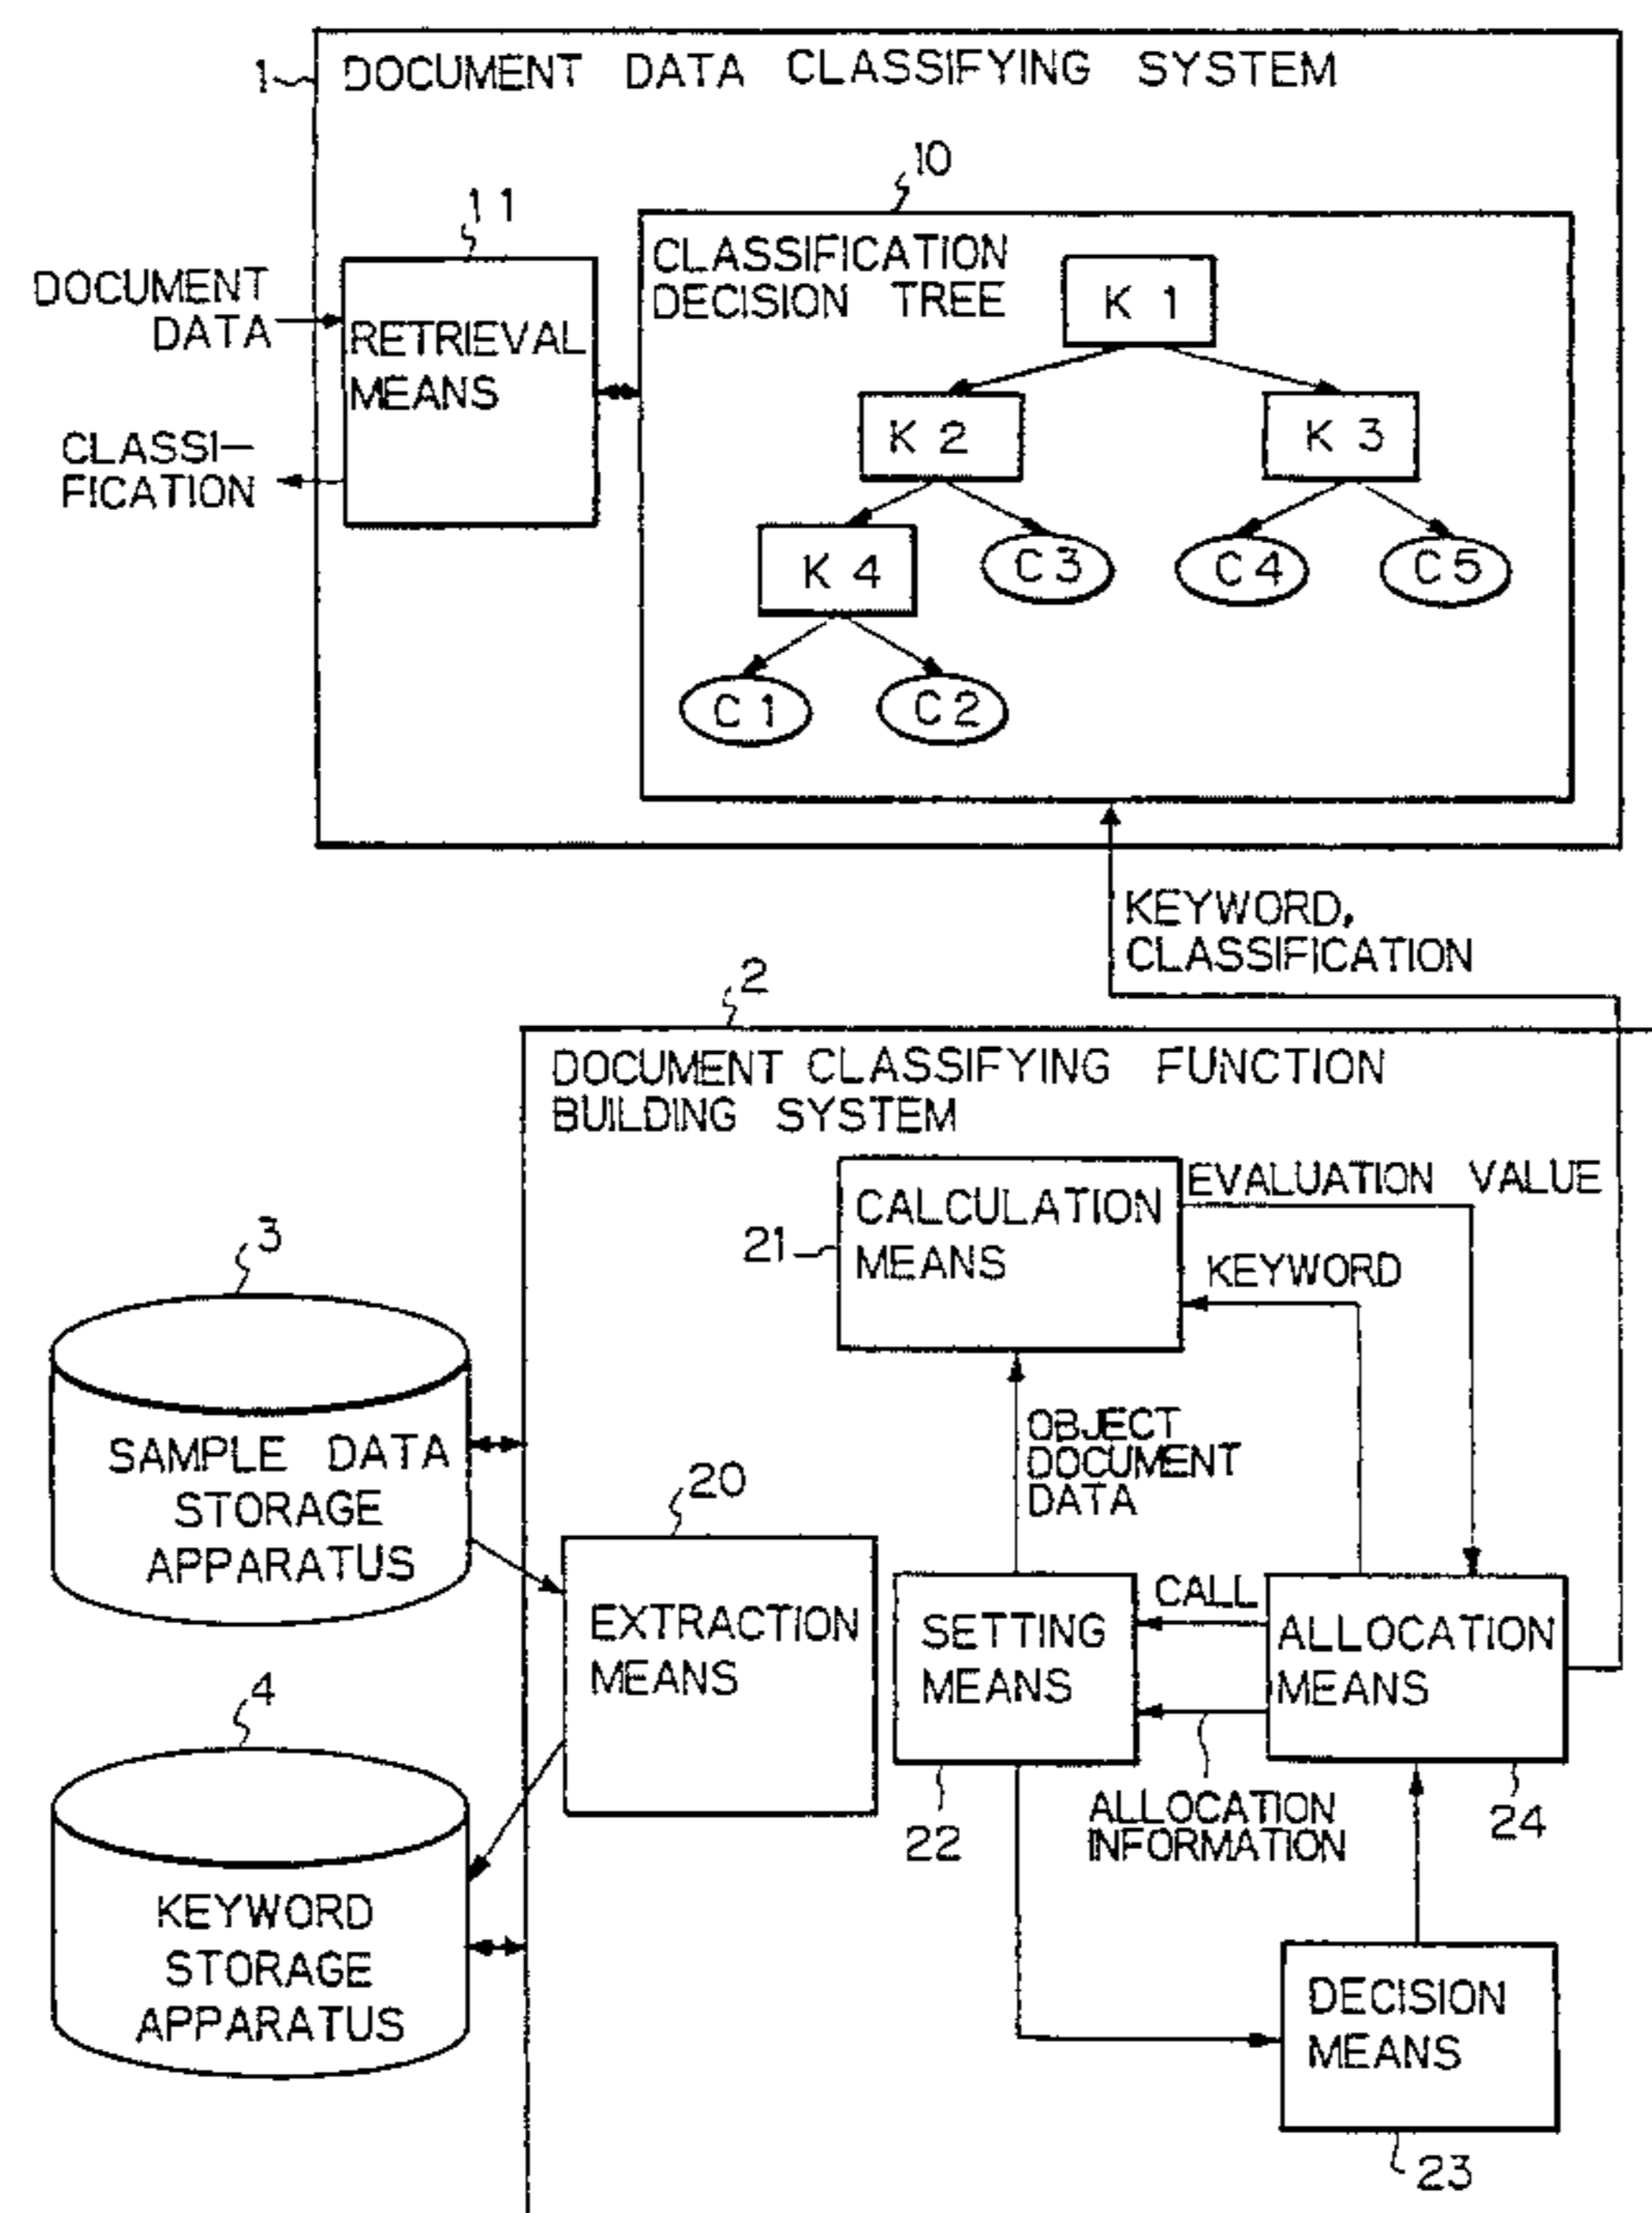 1 DOCUMENT DATA CLASSIFYING SYSTEM
10
11
CLASSIFICATION
DECISION TREE
DOCUMENT
DATA
RETRIEVAL
MEANS
CLASSI-
FICATION
K 1
K 2
K 3
K 4
C 3
C 4
C 5
C 1
C 2
KEYWORD,
CLASSIFICATION
2
DOCUMENT CLASSIFYING FUNCTION
BUILDING SYSTEM
CALCULATION
MEANS
21
EVALUATION VALUE
KEYWORD
3
SAMPLE DATA
STORAGE
APPARATUS
OBJECT
DOCUMENT
DATA
20
EXTRACTION
MEANS
SETTING
MEANS
22
CALL
ALLOCATION
MEANS
24
ALLOCATION
INFORMATION
4
KEYWORD
STORAGE
APPARATUS
DECISION
MEANS
23